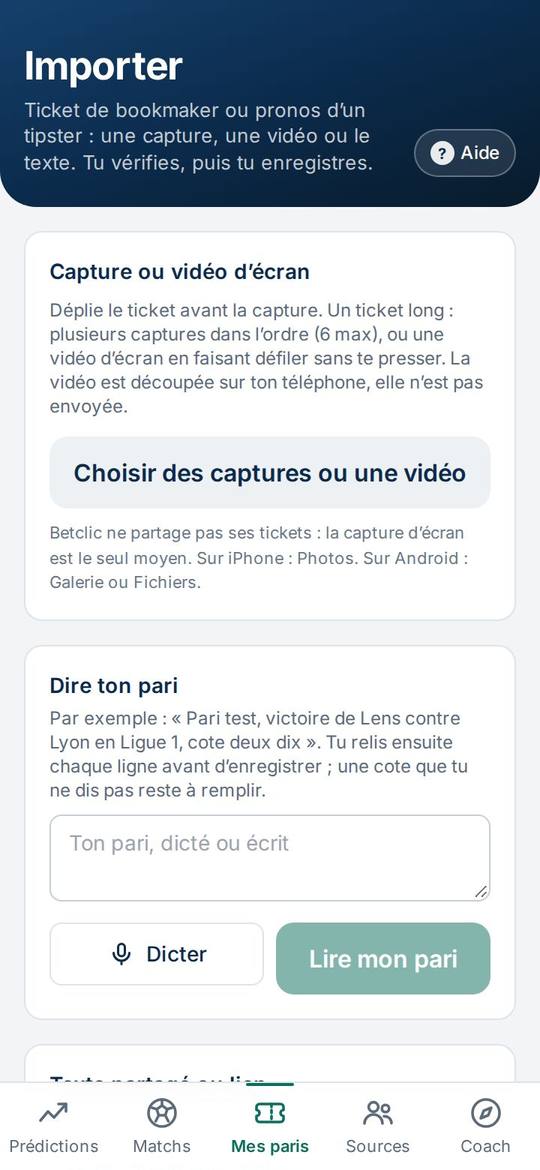 Importer
Ticket de bookmaker ou pronos d’un
tipster : une capture, une vidéo ou le
texte. Tu vérifies, puis tu enregistres.
? Aide
Capture ou vidéo d’écran
Déplie le ticket avant la capture. Un ticket long :
plusieurs captures dans l’ordre (6 max), ou une
vidéo d’écran en faisant défiler sans te presser. La
vidéo est découpée sur ton téléphone, elle n’est pas
envoyée.
Choisir des captures ou une vidéo
Betclic ne partage pas ses tickets : la capture d’écran
est le seul moyen. Sur iPhone : Photos. Sur Android :
Galerie ou Fichiers.
Dire ton pari
Par exemple : « Pari test, victoire de Lens contre
Lyon en Ligue 1, cote deux dix ». Tu relis ensuite
chaque ligne avant d’enregistrer ; une cote que tu
ne dis pas reste à remplir.
Ton pari, dicté ou écrit
Dicter
Lire mon pari
Texte partagé ou lien
Prédictions
Matchs
Mes paris
Sources
Coach